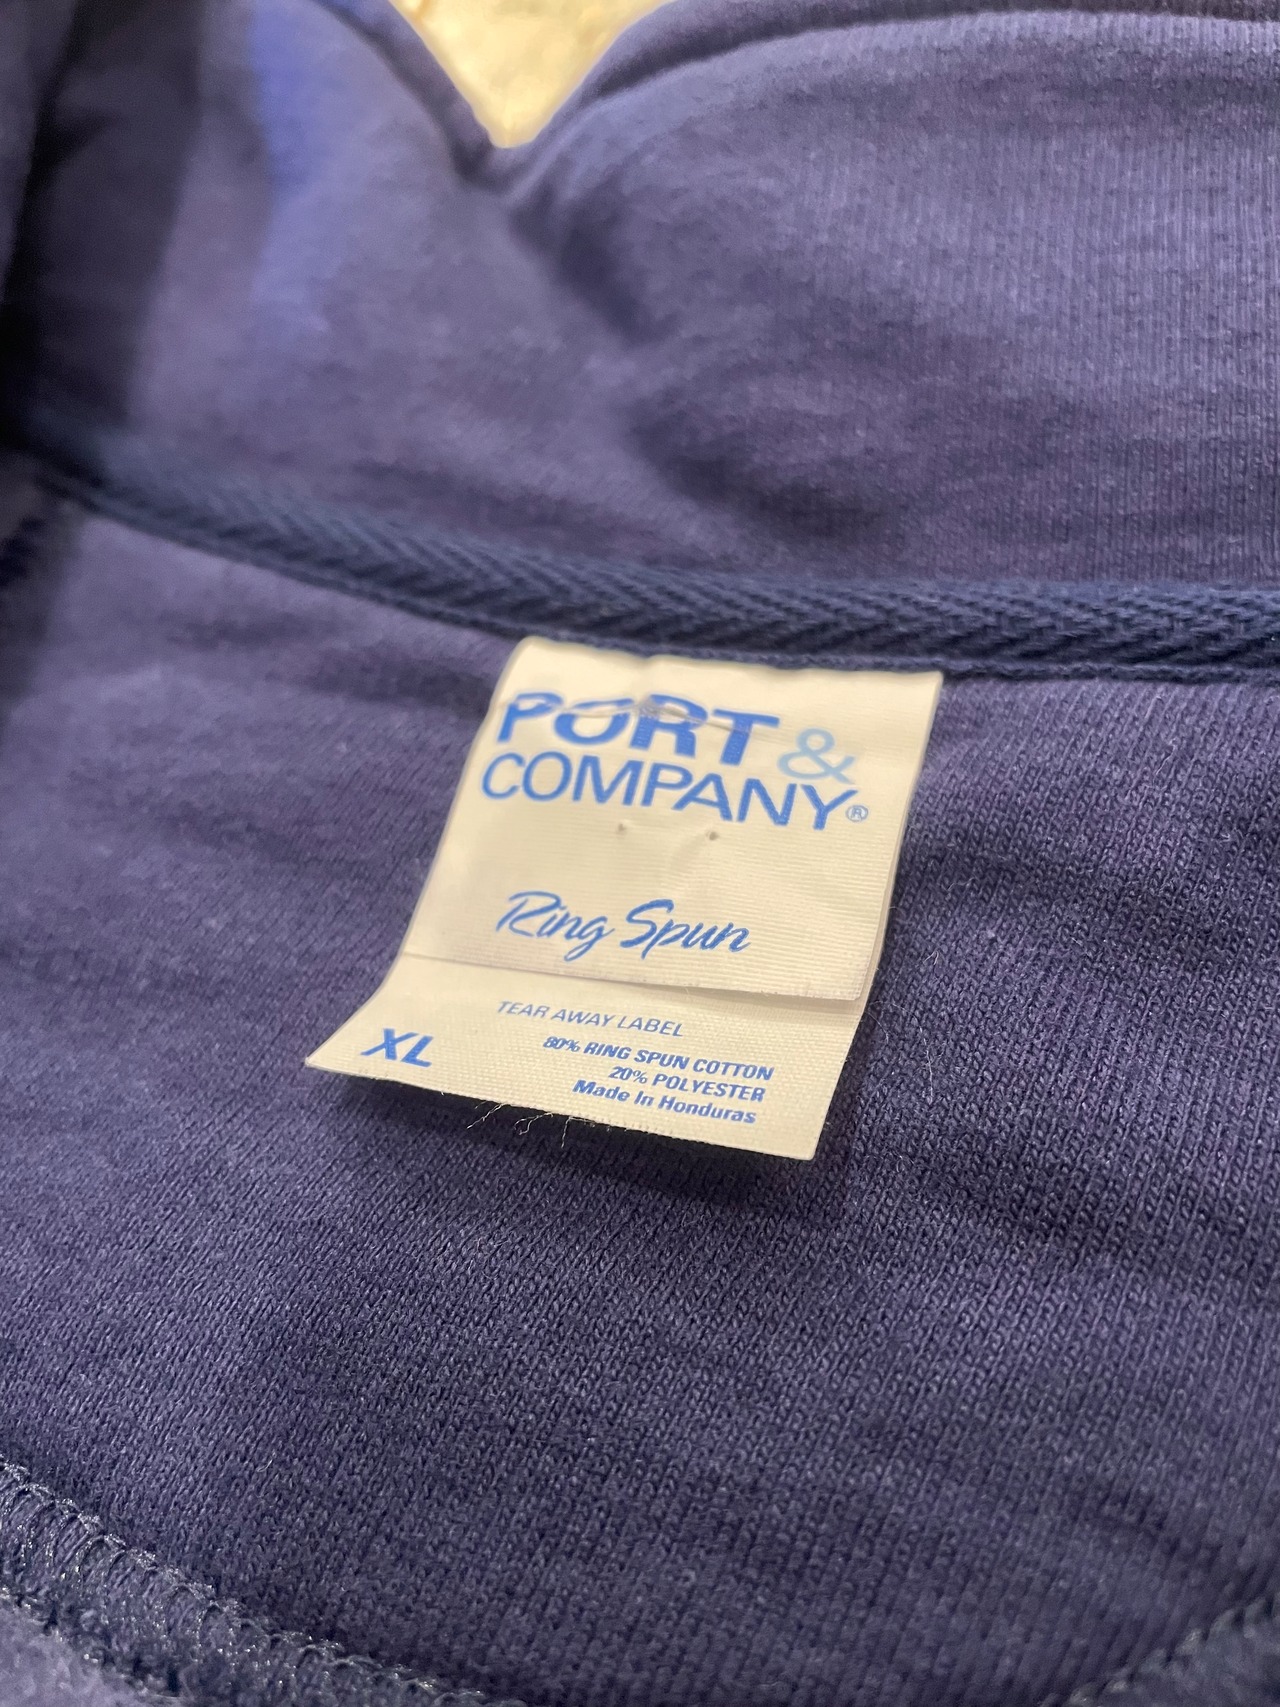 PORT &
COMPANY®
Ring Spun
TEAR AWAY LABEL
XL
80% RING SPUN COTTON
20% POLYESTER
Made In Honduras